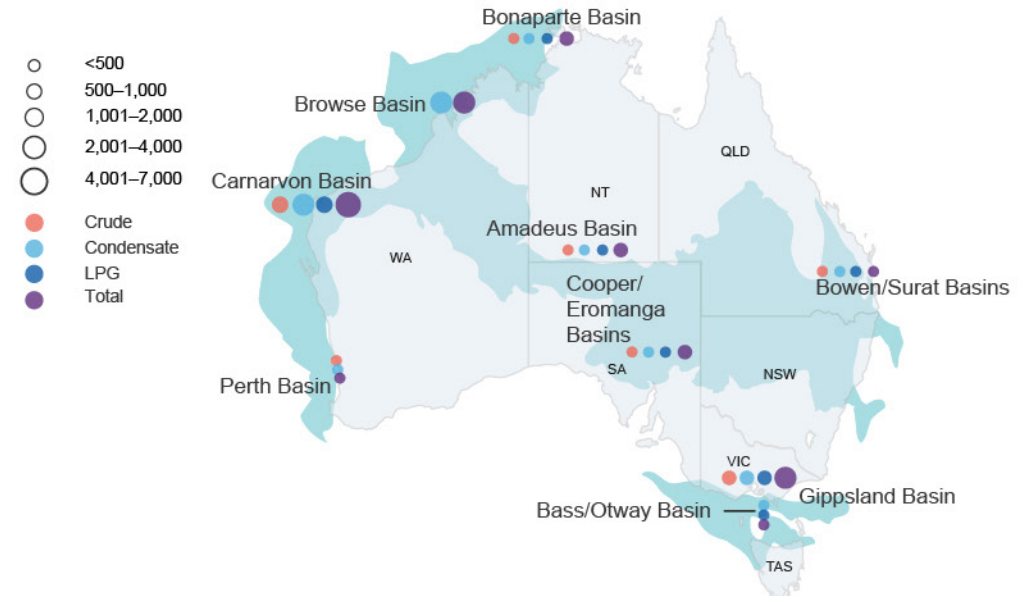 Bonaparte Basin
<500
500–1,000
1,001–2,000
2,001–4,000
4,001–7,000
Browse Basin
QLD
Carnarvon Basin
NT
Crude
Condensate
LPG
Total
Amadeus Basin
WA
Cooper/
Eromanga
Basins
Bowen/Surat Basins
SA
NSW
Perth Basin
VIC
Gippsland Basin
Bass/Otway Basin
TAS